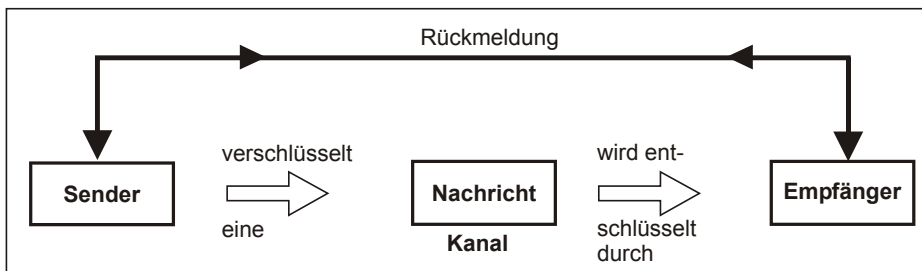 Rückmeldung
Sender
verschlüsselt
eine
Nachricht
Kanal
wird ent-
schlüsselt
durch
Empfänger